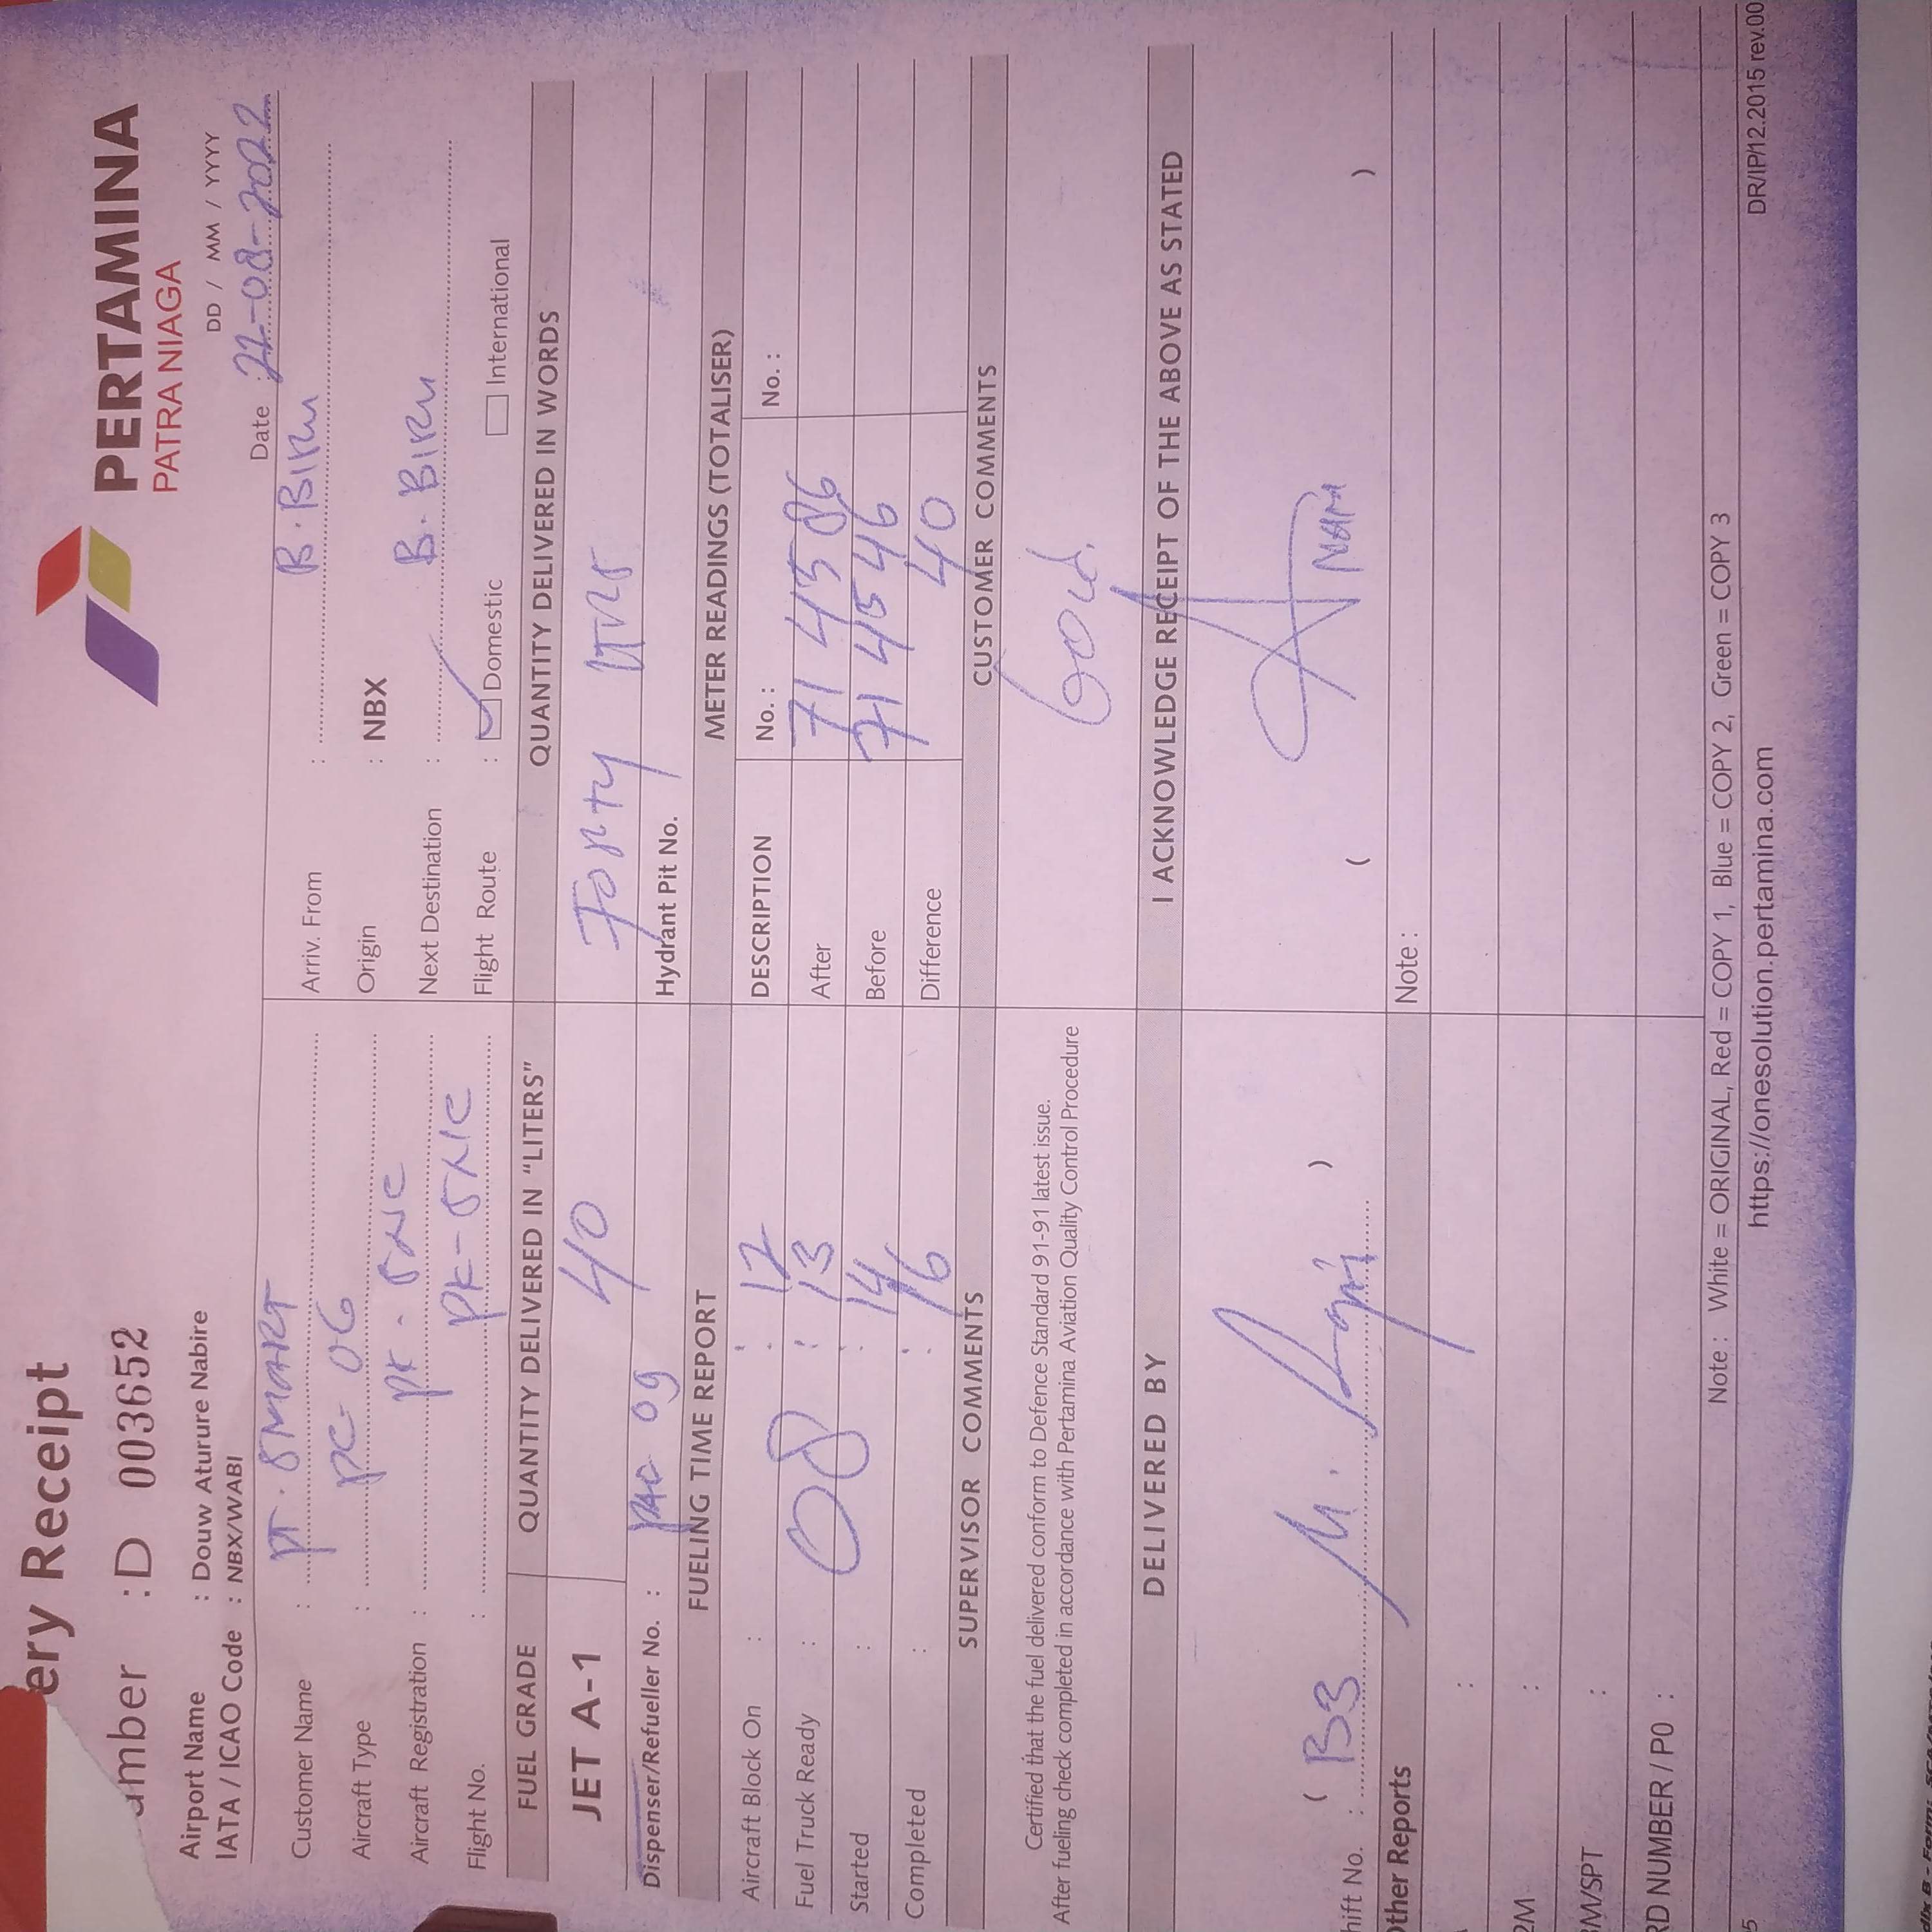 ery Receipt
PERTAMINA
PATRA NIAGA
umber : D 003652
DD / MM / YYYY
Airport Name : Douw Aturure Nabire
IATA / ICAO Code : NBX/WABI
Date : 22-08-2022
Customer Name : PT. SMART
Arriv. From : B. BIRU
Aircraft Type : PC-06
Origin : NBX
Aircraft Registration : PK-SNC
Next Destination : B. BIRU
Flight No. : PK-SNC
Flight Route : Domestic International
FUEL GRADE QUANTITY DELIVERED IN "LITERS" QUANTITY DELIVERED IN WORDS
JET A-1 40 Forty
Dispenser/Refueller No. : 09
Hydrant Pit No.
FUELING TIME REPORT METER READINGS (TOTALISER)
DESCRIPTION No. : No. :
Aircraft Block On : : 12
Fuel Truck Ready : 08 : 13
After 714586
Started : : 14
Before 714546
Completed : : 16
Difference 40
SUPERVISOR COMMENTS CUSTOMER COMMENTS
Certified that the fuel delivered conform to Defence Standard 91-91 latest issue.
After fueling check completed in accordance with Pertamina Aviation Quality Control Procedure
Good.
DELIVERED BY I ACKNOWLEDGE RECEIPT OF THE ABOVE AS STATED
( )
hift No. : B3 M. ( )
Other Reports Note :
2M :
BM/SPT :
RD NUMBER / PO :
Note : White = ORIGINAL, Red = COPY 1, Blue = COPY 2, Green = COPY 3
https://onesolution.pertamina.com DR/IP/12.2015 rev.00